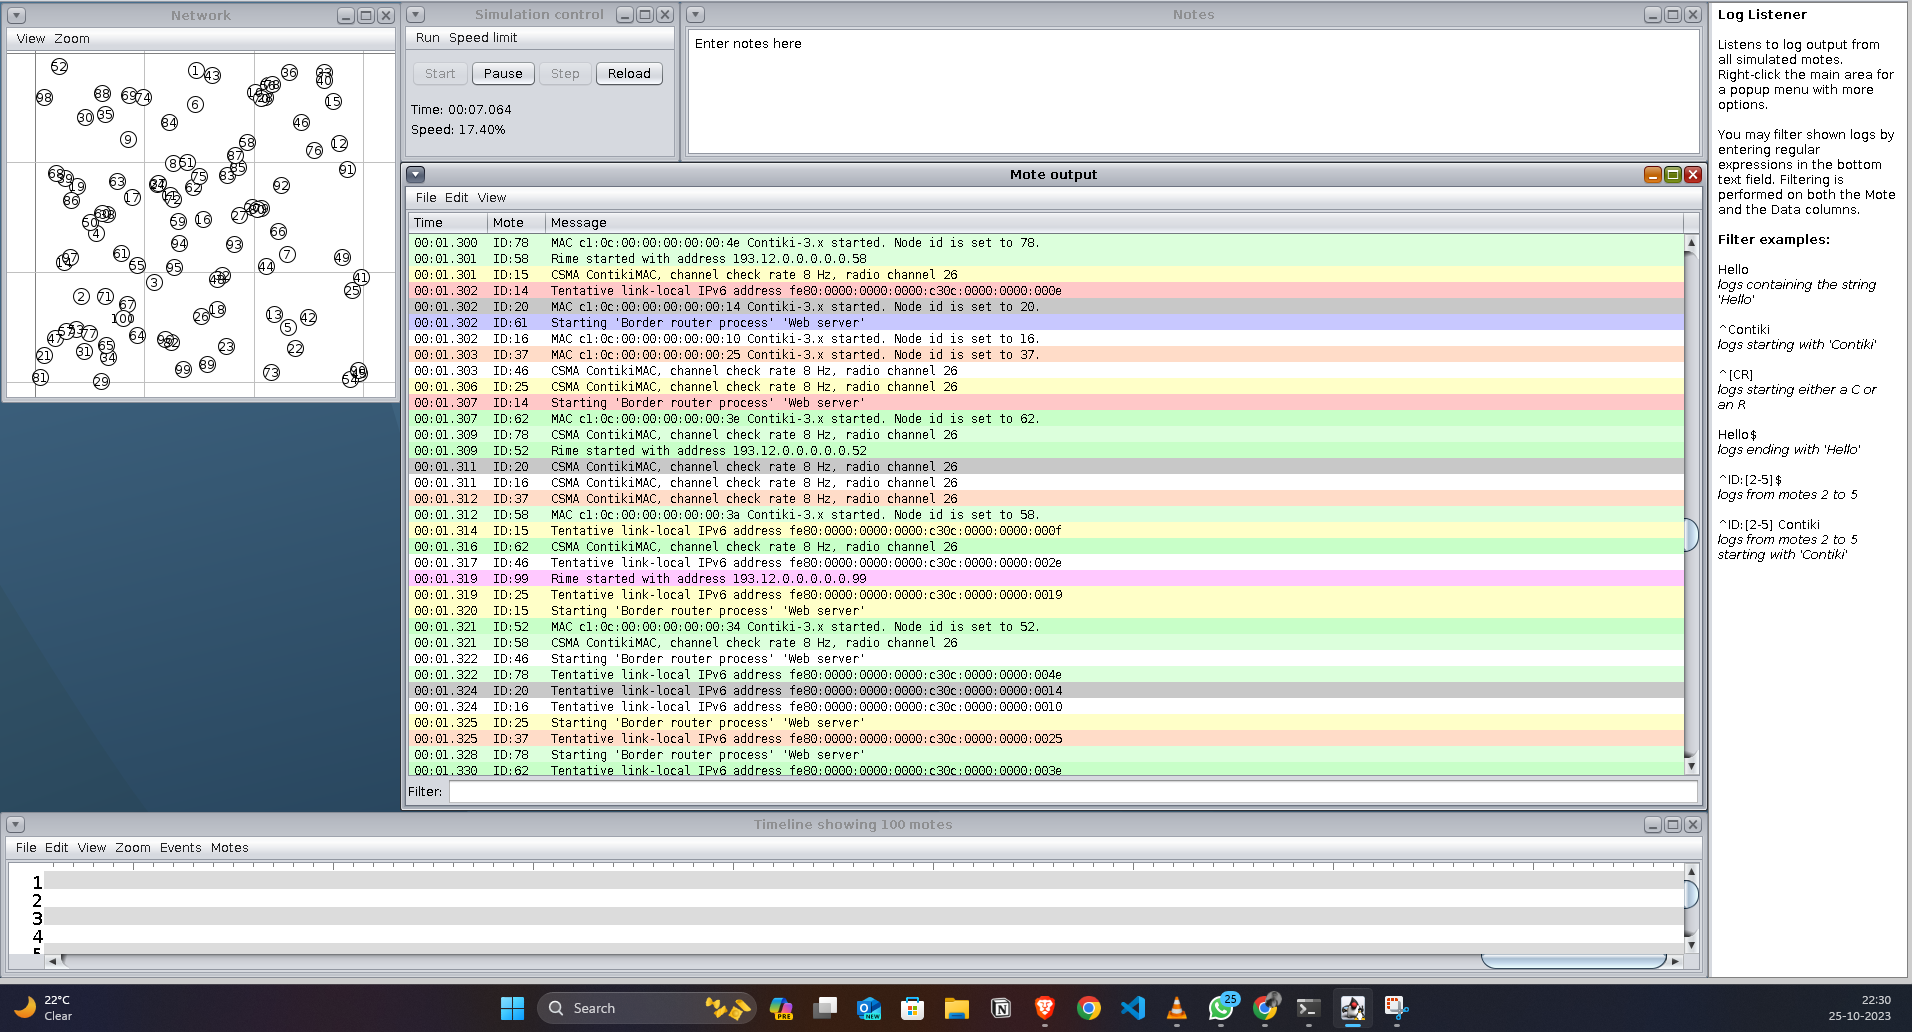 Network
View Zoom
Simulation control
Run Speed limit
Start Pause Step Reload
Time: 00:07.064
Speed: 17.40%
Notes
Enter notes here
Mote output
File Edit View
Time Mote Message
00:01.300 ID:78 MAC c1:0c:00:00:00:00:00:4e Contiki-3.x started. Node id is set to 78.
00:01.301 ID:58 Rime started with address 193.12.0.0.0.0.0.58
00:01.301 ID:15 CSMA ContikiMAC, channel check rate 8 Hz, radio channel 26
00:01.302 ID:14 Tentative link-local IPv6 address fe80:0000:0000:0000:c30c:0000:0000:000e
00:01.302 ID:20 MAC c1:0c:00:00:00:00:00:14 Contiki-3.x started. Node id is set to 20.
00:01.302 ID:61 Starting 'Border router process' 'Web server'
00:01.302 ID:16 MAC c1:0c:00:00:00:00:00:10 Contiki-3.x started. Node id is set to 16.
00:01.303 ID:37 MAC c1:0c:00:00:00:00:00:25 Contiki-3.x started. Node id is set to 37.
00:01.303 ID:46 CSMA ContikiMAC, channel check rate 8 Hz, radio channel 26
00:01.306 ID:25 CSMA ContikiMAC, channel check rate 8 Hz, radio channel 26
00:01.307 ID:14 Starting 'Border router process' 'Web server'
00:01.307 ID:62 MAC c1:0c:00:00:00:00:00:3e Contiki-3.x started. Node id is set to 62.
00:01.309 ID:78 CSMA ContikiMAC, channel check rate 8 Hz, radio channel 26
00:01.309 ID:52 Rime started with address 193.12.0.0.0.0.0.52
00:01.311 ID:20 CSMA ContikiMAC, channel check rate 8 Hz, radio channel 26
00:01.311 ID:16 CSMA ContikiMAC, channel check rate 8 Hz, radio channel 26
00:01.312 ID:37 CSMA ContikiMAC, channel check rate 8 Hz, radio channel 26
00:01.312 ID:58 MAC c1:0c:00:00:00:00:00:3a Contiki-3.x started. Node id is set to 58.
00:01.314 ID:15 Tentative link-local IPv6 address fe80:0000:0000:0000:c30c:0000:0000:000f
00:01.316 ID:62 CSMA ContikiMAC, channel check rate 8 Hz, radio channel 26
00:01.317 ID:46 Tentative link-local IPv6 address fe80:0000:0000:0000:c30c:0000:0000:002e
00:01.319 ID:99 Rime started with address 193.12.0.0.0.0.0.99
00:01.319 ID:25 Tentative link-local IPv6 address fe80:0000:0000:0000:c30c:0000:0000:0019
00:01.320 ID:15 Starting 'Border router process' 'Web server'
00:01.321 ID:52 MAC c1:0c:00:00:00:00:00:34 Contiki-3.x started. Node id is set to 52.
00:01.321 ID:58 CSMA ContikiMAC, channel check rate 8 Hz, radio channel 26
00:01.322 ID:46 Starting 'Border router process' 'Web server'
00:01.322 ID:78 Tentative link-local IPv6 address fe80:0000:0000:0000:c30c:0000:0000:004e
00:01.324 ID:20 Tentative link-local IPv6 address fe80:0000:0000:0000:c30c:0000:0000:0014
00:01.324 ID:16 Tentative link-local IPv6 address fe80:0000:0000:0000:c30c:0000:0000:0010
00:01.325 ID:25 Starting 'Border router process' 'Web server'
00:01.325 ID:37 Tentative link-local IPv6 address fe80:0000:0000:0000:c30c:0000:0000:0025
00:01.328 ID:78 Starting 'Border router process' 'Web server'
00:01.330 ID:62 Tentative link-local IPv6 address fe80:0000:0000:0000:c30c:0000:0000:003e
Filter:
Log Listener
Listens to log output from
all simulated motes.
Right-click the main area for
a popup menu with more
options.
You may filter shown logs by
entering regular
expressions in the bottom
text field. Filtering is
performed on both the Mote
and the Data columns.
Filter examples:
Hello
logs containing the string
'Hello'
^Contiki
logs starting with 'Contiki'
^[CR]
logs starting either a C or
an R
Hello$
logs ending with 'Hello'
^ID:[2-5]$
logs from motes 2 to 5
^ID:[2-5] Contiki
logs from motes 2 to 5
starting with 'Contiki'
52 1 43 36 40
98 88 69 74 6 15
30 35 84 46
9 58 12
76 87
8 51 85 91
68 19 63 75 83 62 92
86 17 72
50 4 59 16 27 66
94 93 7
97 61 55 95 44 49
3 41 25
2 71 67 18
100 26 13 5 42
47 77 64
21 31 65 34 23 22
81 29 99 89 73 54
Timeline showing 100 motes
File Edit View Zoom Events Motes
1
2
3
4
5
22°C
Clear
Search
PRE
NEW
25
22:30
25-10-2023